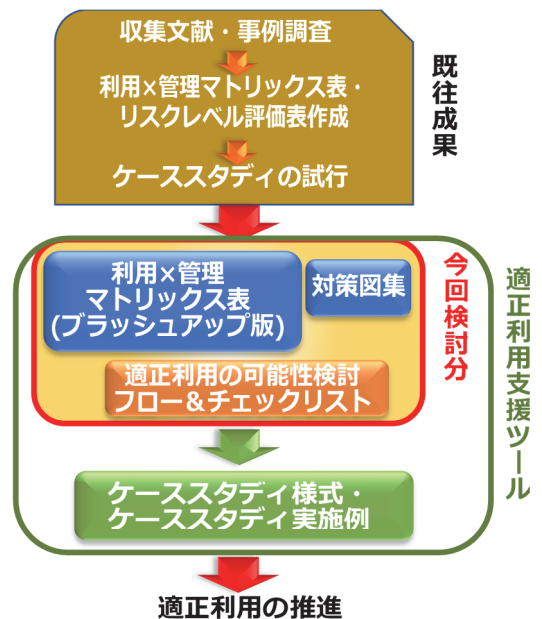 収集文献・事例調査
利用×管理マトリックス表・
リスクレベル評価表作成
ケーススタディの試行
既往成果
利用×管理
マトリックス表
(ブラッシュアップ版)
対策図集
適正利用の可能性検討
フロー&チェックリスト
今回検討分
ケーススタディ様式・
ケーススタディ実施例
適正利用支援ツール
適正利用の推進